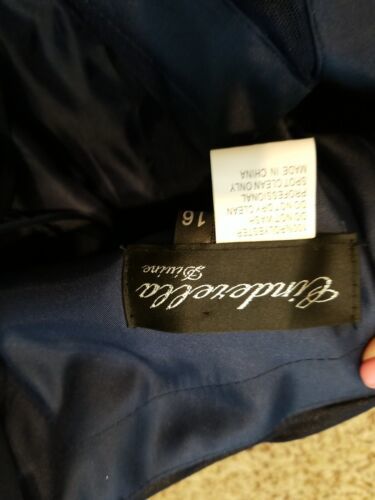 Cinderella
Divine
16
100%POLYESTER
DO NOT WASH
DO NOT DRY CLEAN
PROFESSIONAL
SPOT CLEAN ONLY
MADE IN CHINA